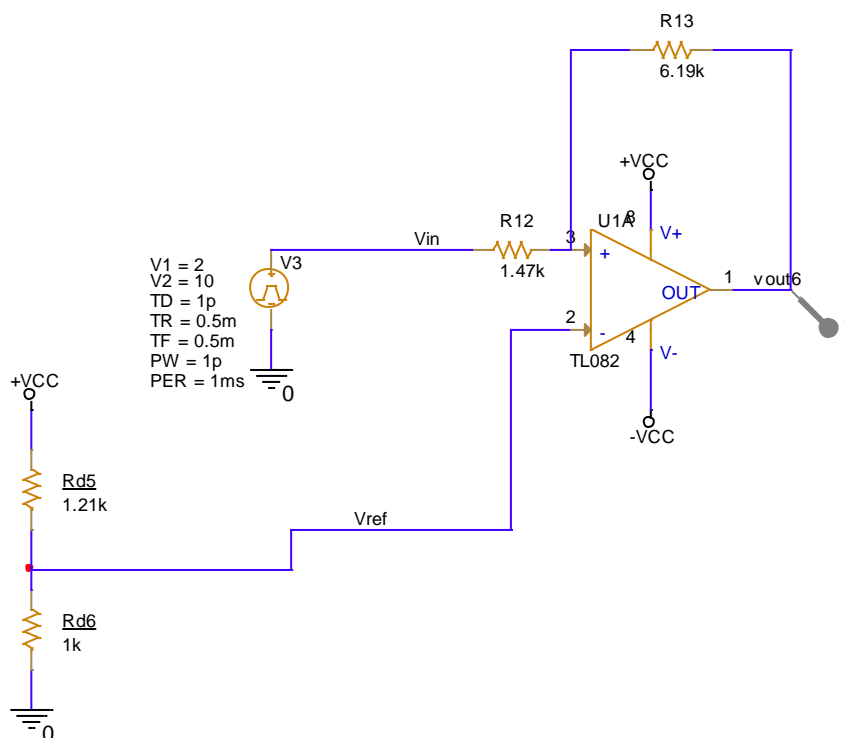 R13
6.19k
+VCC
R12
U1A
8
V+
Vin
3
1.47k
+
V3
V1 = 2
V2 = 10
TD = 1p
TR = 0.5m
TF = 0.5m
PW = 1p
PER = 1ms
0
1
vout6
OUT
2
-
4
V-
TL082
+VCC
-VCC
Rd5
1.21k
Vref
Rd6
1k
0